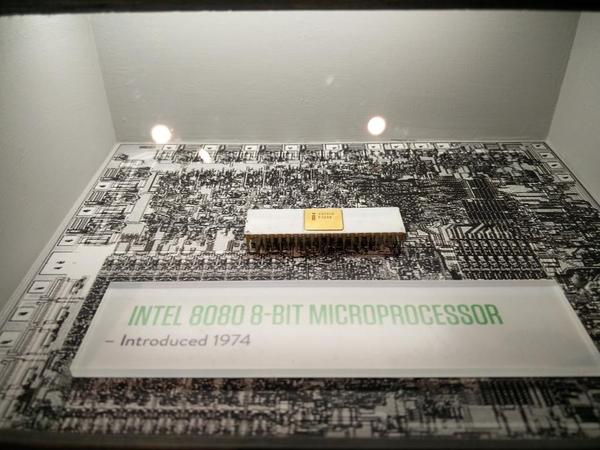 INTEL 8080 8-BIT MICROPROCESSOR
– Introduced 1974